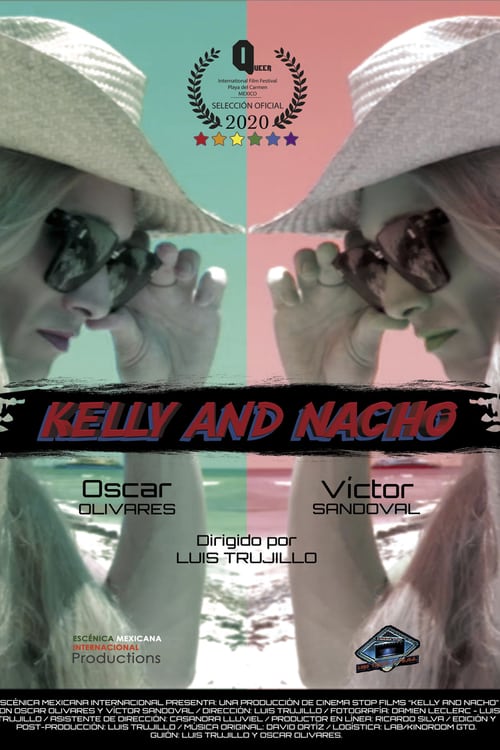 QUEER
International Film Festival
Playa del Carmen
MEXICO
SELECCIÓN OFICIAL
2020
KELLY AND NACHO
Oscar
OLIVARES
Víctor
SANDOVAL
Dirigido por
LUIS TRUJILLO
ESCÉNICA MEXICANA
INTERNACIONAL
Productions
SCÉNICA MEXICANA INTERNACIONAL PRESENTA: UNA PRODUCCIÓN DE CINEMA STOP FILMS "KELLY AND NACHO"
ON OSCAR OLIVARES Y VÍCTOR SANDOVAL / DIRECCIÓN: LUIS TRUJILLO / FOTOGRAFÍA: DAMIEN LECLERC - LUIS
TRUJILLO / ASISTENTE DE DIRECCIÓN: CASANDRA LLUVIEL / PRODUCTOR EN LÍNEA: RICARDO SILVA / EDICIÓN Y
POST-PRODUCCIÓN: LUIS TRUJILLO / MÚSICA ORIGINAL: DAVID ORTÍZ / LOGÍSTICA: LAB/KINOROOM GTO.
GUIÓN: LUIS TRUJILLO Y OSCAR OLIVARES.